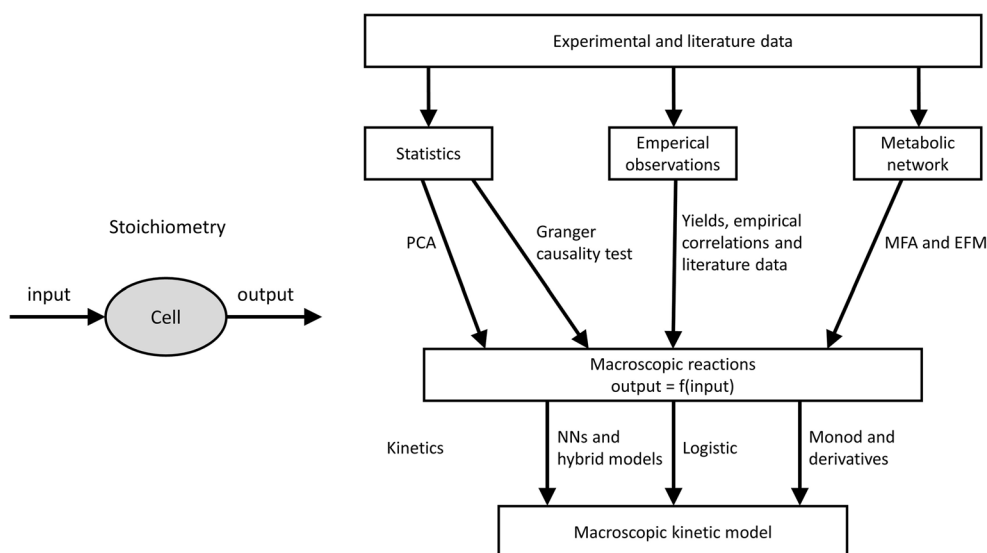 Experimental and literature data
Statistics
Emperical
observations
Metabolic
network
Stoichiometry
input
Cell
output
PCA
Granger
causality test
Yields, empirical
correlations and
literature data
MFA and EFM
Macroscopic reactions
output = f(input)
Kinetics
NNs and
hybrid models
Logistic
Monod and
derivatives
Macroscopic kinetic model